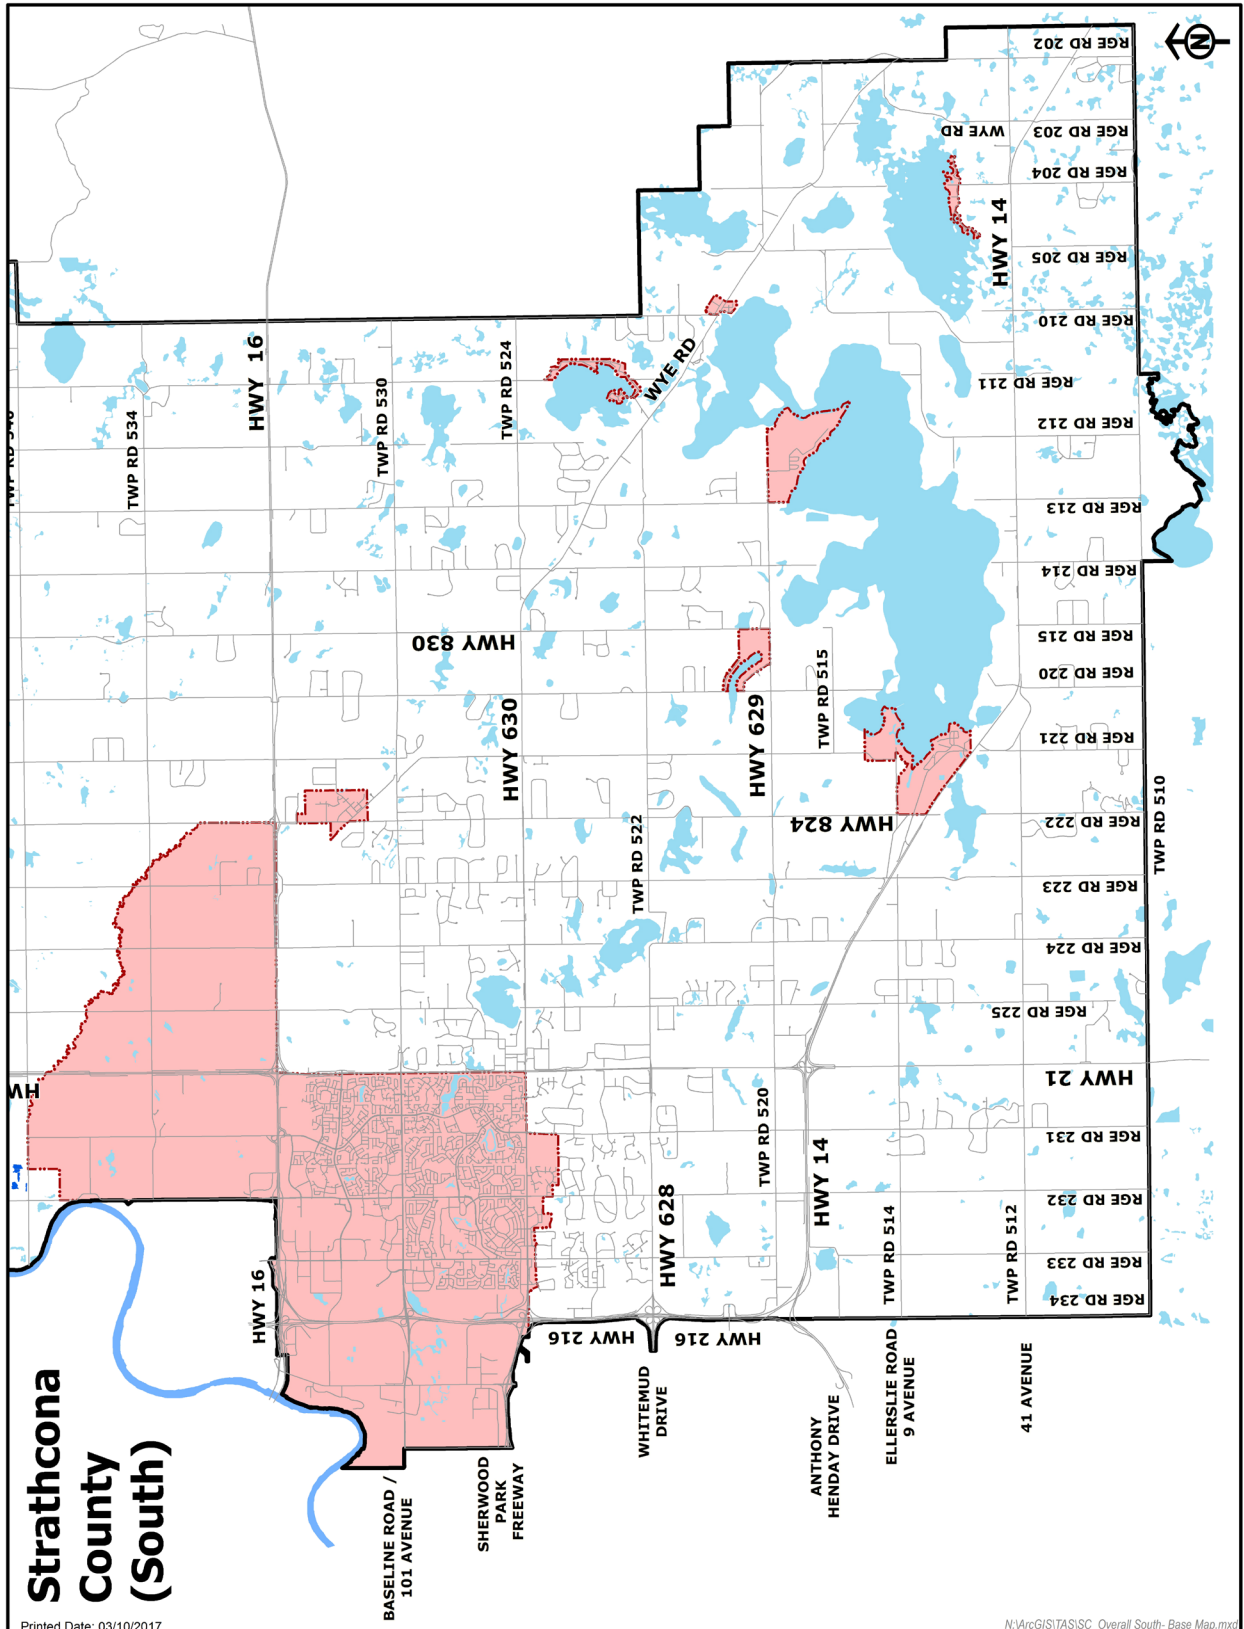 Strathcona
County
(South)
Printed Date: 03/10/2017
N:\ArcGIS\TAS\SC_Overall South- Base Map.mxd
N
RGE RD 202
RGE RD 203
WYE RD
RGE RD 204
HWY 14
RGE RD 205
RGE RD 210
RGE RD 211
RGE RD 212
RGE RD 213
RGE RD 214
RGE RD 215
RGE RD 220
RGE RD 221
RGE RD 222
RGE RD 223
RGE RD 224
RGE RD 225
HWY 21
RGE RD 231
RGE RD 232
RGE RD 233
RGE RD 234
TWP RD 510
HWY 16
TWP RD 524
TWP RD 530
TWP RD 534
WYE RD
HWY 830
HWY 630
HWY 629
TWP RD 515
HWY 824
TWP RD 522
TWP RD 520
HWY 14
HWY 628
TWP RD 514
TWP RD 512
HWY 16
HWY 216
HWY 216
HW
BASELINE ROAD /
101 AVENUE
SHERWOOD
PARK
FREEWAY
WHITEMUD
DRIVE
ANTHONY
HENDAY DRIVE
ELLERSLIE ROAD
9 AVENUE
41 AVENUE